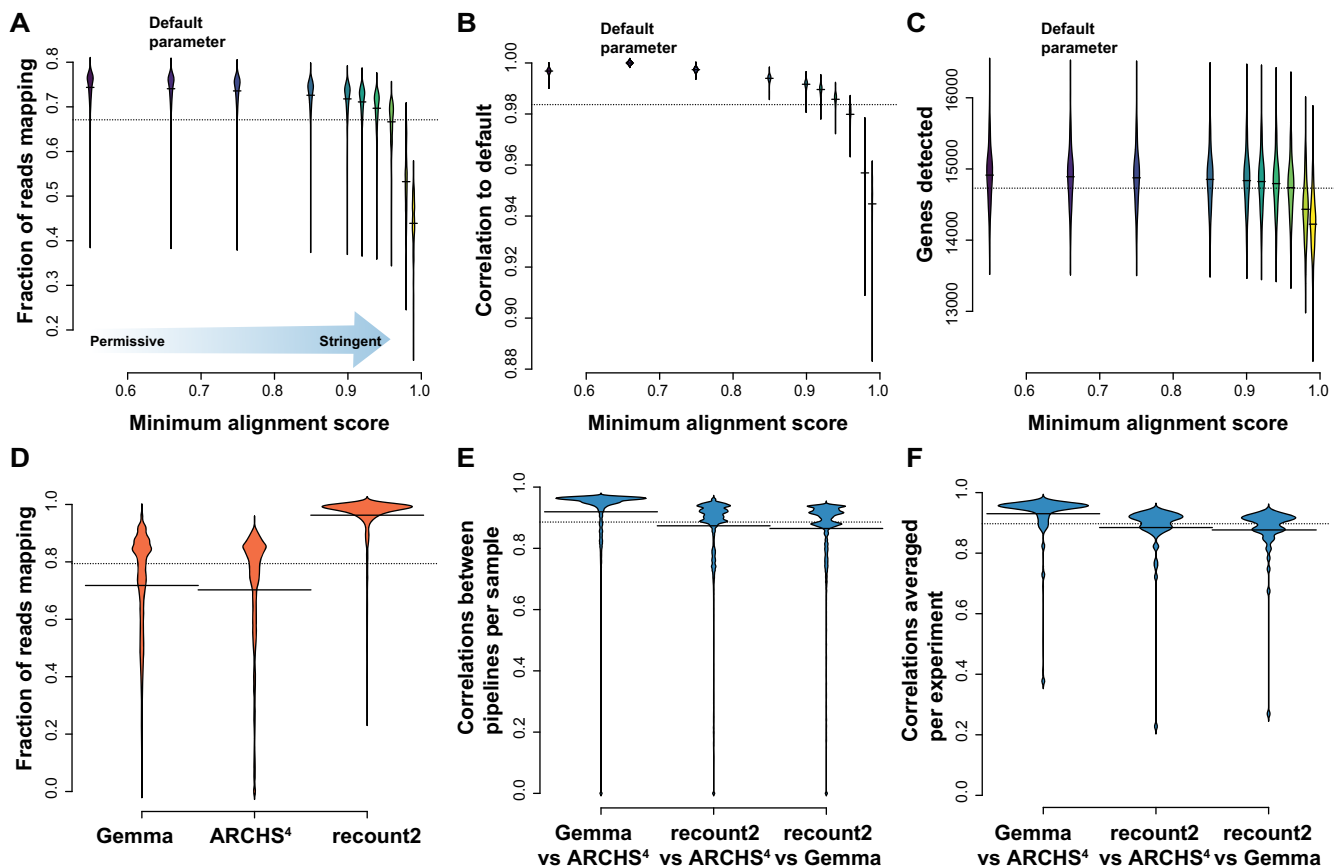 A
Default
parameter
Fraction of reads mapping
0.8
0.7
0.6
0.5
0.4
0.3
0.2
Permissive
Stringent
0.6 0.7 0.8 0.9 1.0
Minimum alignment score
B
Default
parameter
Correlation to default
1.00
0.98
0.96
0.94
0.92
0.90
0.88
0.6 0.7 0.8 0.9 1.0
Minimum alignment score
C
Default
parameter
Genes detected
16000
15000
14000
13000
0.6 0.7 0.8 0.9 1.0
Minimum alignment score
D
Fraction of reads mapping
1.0
0.8
0.6
0.4
0.2
0.0
Gemma ARCHS⁴ recount2
E
Correlations between
pipelines per sample
1.0
0.8
0.6
0.4
0.2
0.0
Gemma recount2 recount2
vs ARCHS⁴ vs ARCHS⁴ vs Gemma
F
Correlations averaged
per experiment
1.0
0.8
0.6
0.4
0.2
0.0
Gemma recount2 recount2
vs ARCHS⁴ vs ARCHS⁴ vs Gemma